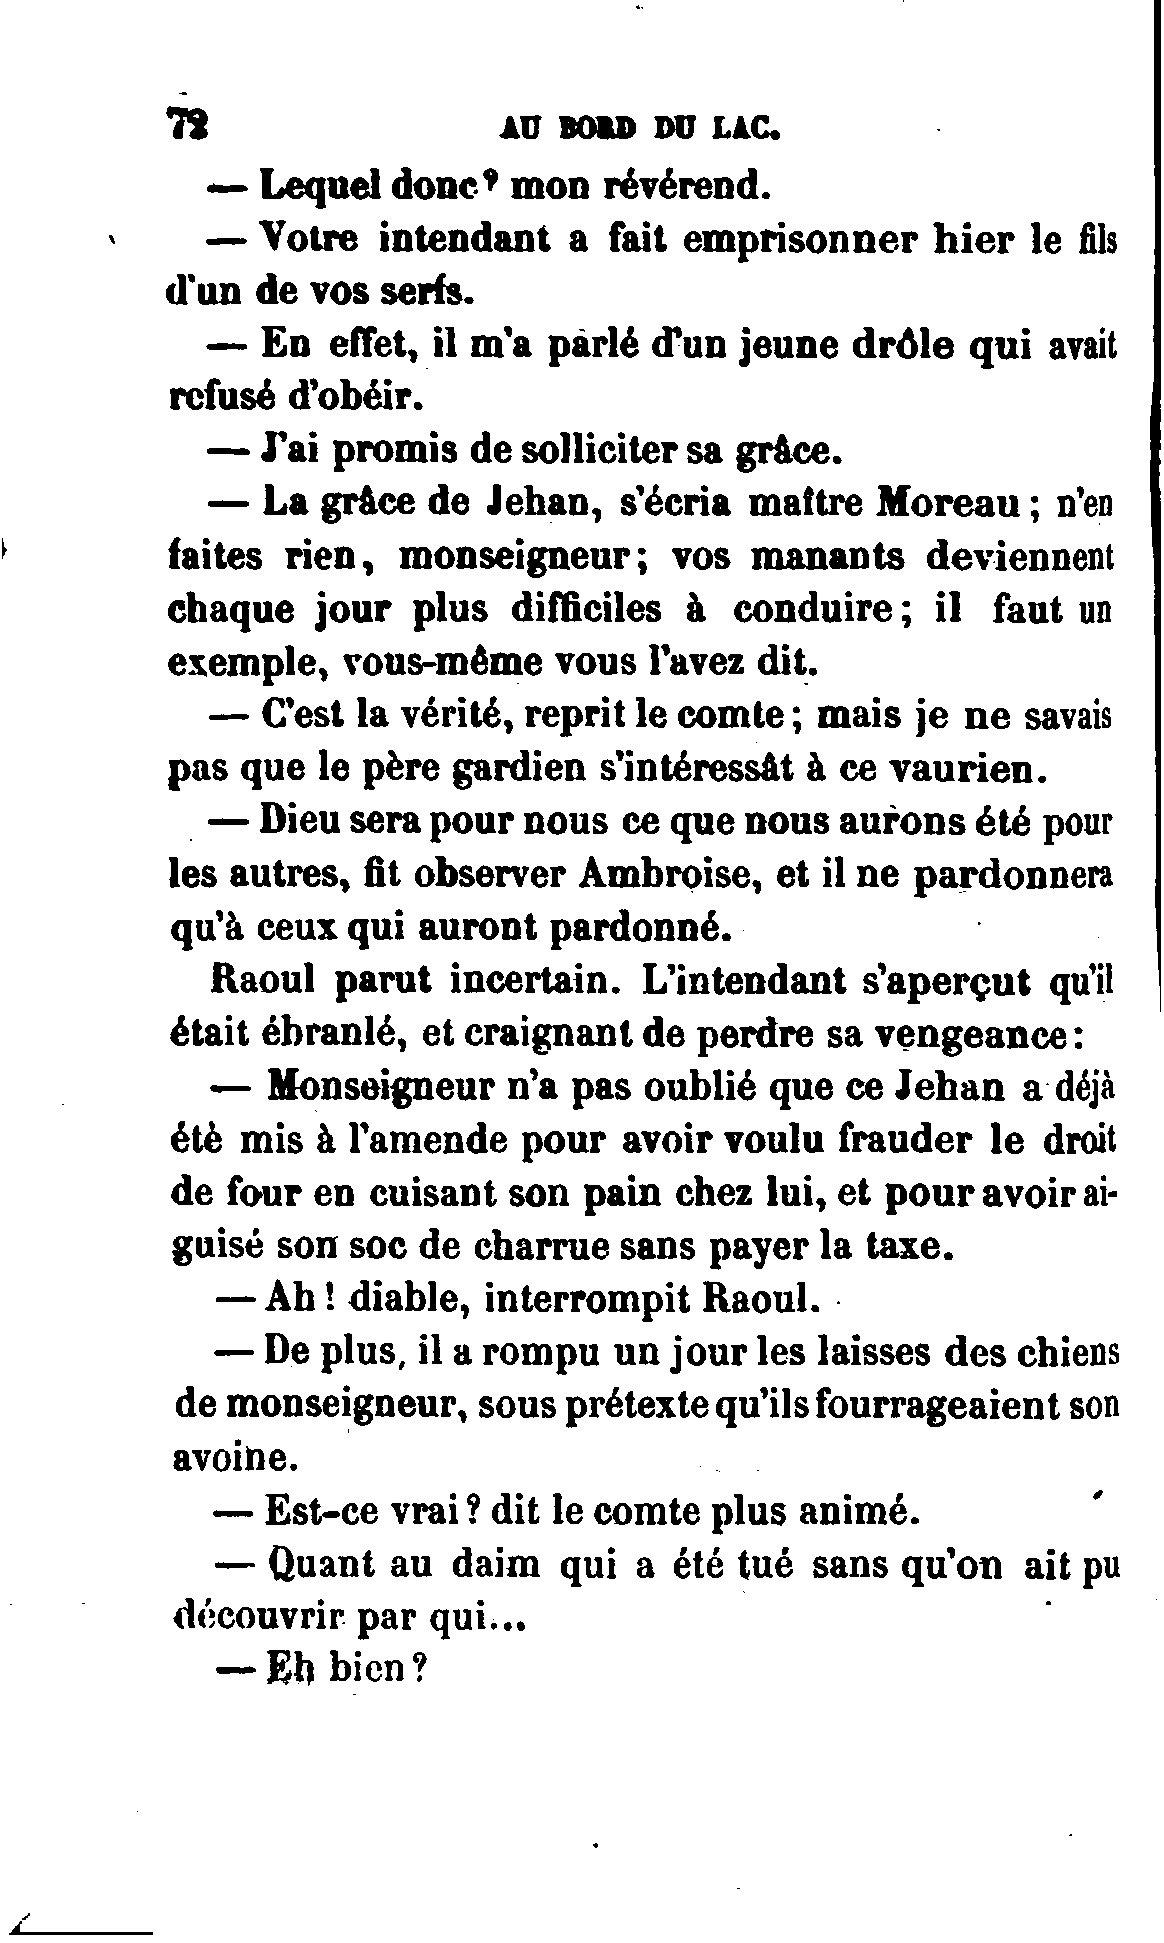 72 AU BORD DU LAC.
— Lequel donc? mon révérend.
— Votre intendant a fait emprisonner hier le fils
d'un de vos serfs.
— En effet, il m'a parlé d'un jeune drôle qui avait
refusé d'obéir.
— J'ai promis de solliciter sa grâce.
— La grâce de Jehan, s'écria maître Moreau ; n'en
faites rien, monseigneur; vos manants deviennent
chaque jour plus difficiles à conduire ; il faut un
exemple, vous-même vous l'avez dit.
— C'est la vérité, reprit le comte ; mais je ne savais
pas que le père gardien s'intéressât à ce vaurien.
— Dieu sera pour nous ce que nous aurons été pour
les autres, fit observer Ambroise, et il ne pardonnera
qu'à ceux qui auront pardonné.
Raoul parut incertain. L'intendant s'aperçut qu'il
était ébranlé, et craignant de perdre sa vengeance :
— Monseigneur n'a pas oublié que ce Jehan a déjà
étè mis à l'amende pour avoir voulu frauder le droit
de four en cuisant son pain chez lui, et pour avoir ai-
guisé son soc de charrue sans payer la taxe.
— Ah ! diable, interrompit Raoul.
— De plus, il a rompu un jour les laisses des chiens
de monseigneur, sous prétexte qu'ils fourrageaient son
avoine.
— Est-ce vrai ? dit le comte plus animé.
— Quant au daim qui a été tué sans qu'on ait pu
découvrir par qui...
— Eh bien ?